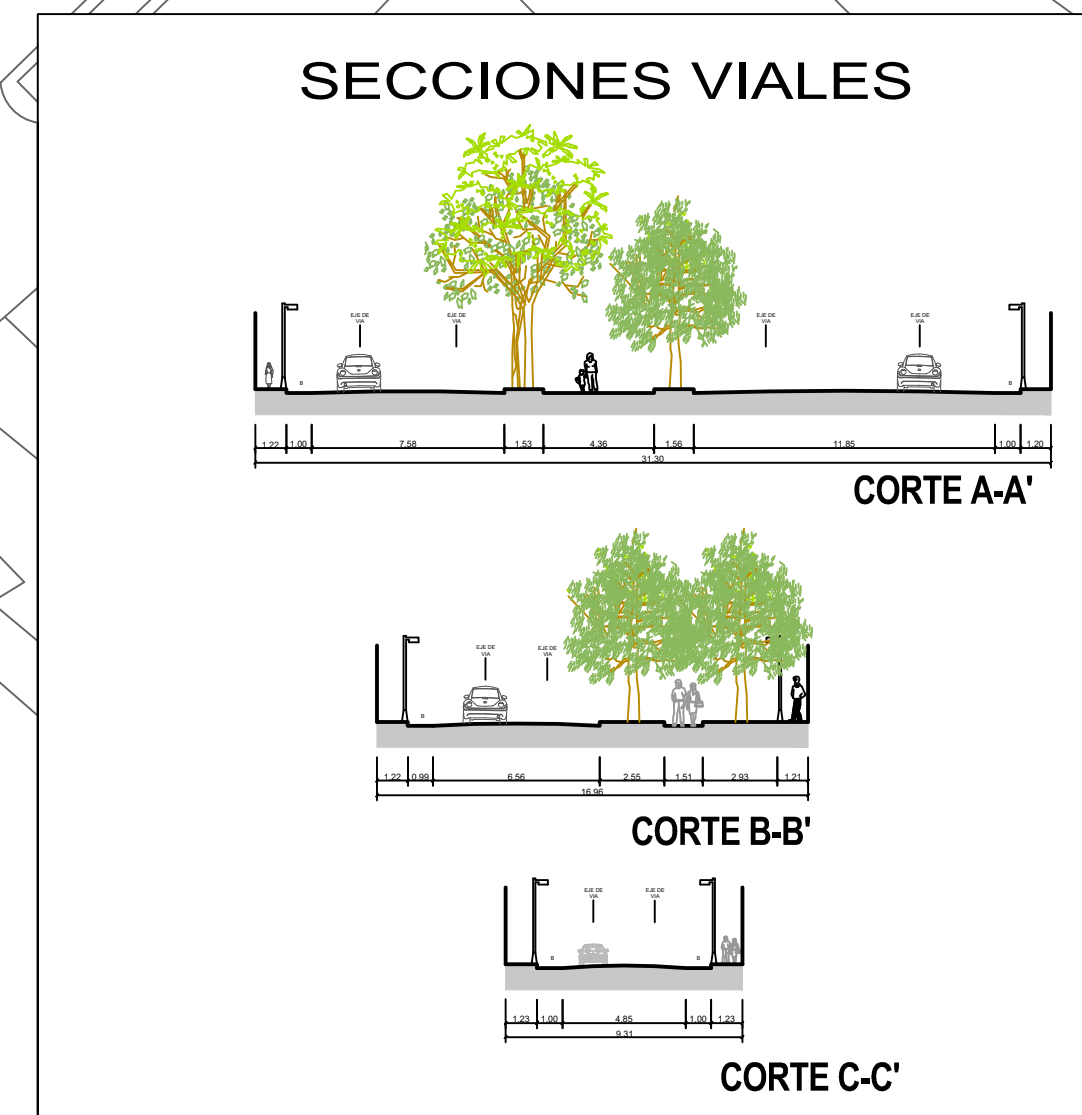 SECCIONES VIALES
EJE DE
VIA
EJE DE
VIA
EJE DE
VIA
EJE DE
VIA
B
B
1.22 1.00 7.58 1.53 4.36 1.56 11.85 1.00 1.20
31.30
CORTE A-A'
EJE DE
VIA
EJE DE
VIA
B
1.22 0.99 6.56 2.55 1.51 2.93 1.21
16.96
CORTE B-B'
EJE DE
VIA
EJE DE
VIA
B
B
1.23 1.00 4.85 1.00 1.23
9.31
CORTE C-C'